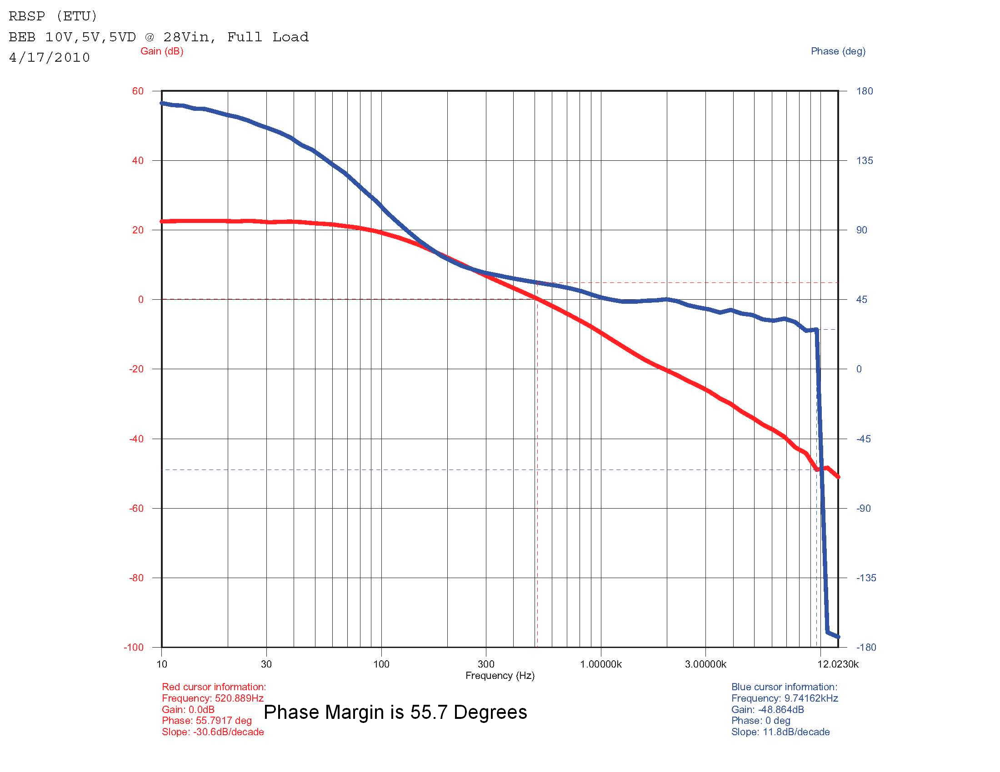 RBSP (ETU)
BEB 10V,5V,5VD @ 28Vin, Full Load
4/17/2010
Gain (dB)
Phase (deg)
60
40
20
0
-20
-40
-60
-80
-100
180
135
90
45
0
-45
-90
-135
-180
10
30
100
300
1.00000k
3.00000k
12.0230k
Frequency (Hz)
Red cursor information:
Frequency: 520.889Hz
Gain: 0.0dB
Phase: 55.7917 deg
Slope: -30.6dB/decade
Phase Margin is 55.7 Degrees
Blue cursor information:
Frequency: 9.74162kHz
Gain: -48.864dB
Phase: 0 deg
Slope: 11.8dB/decade